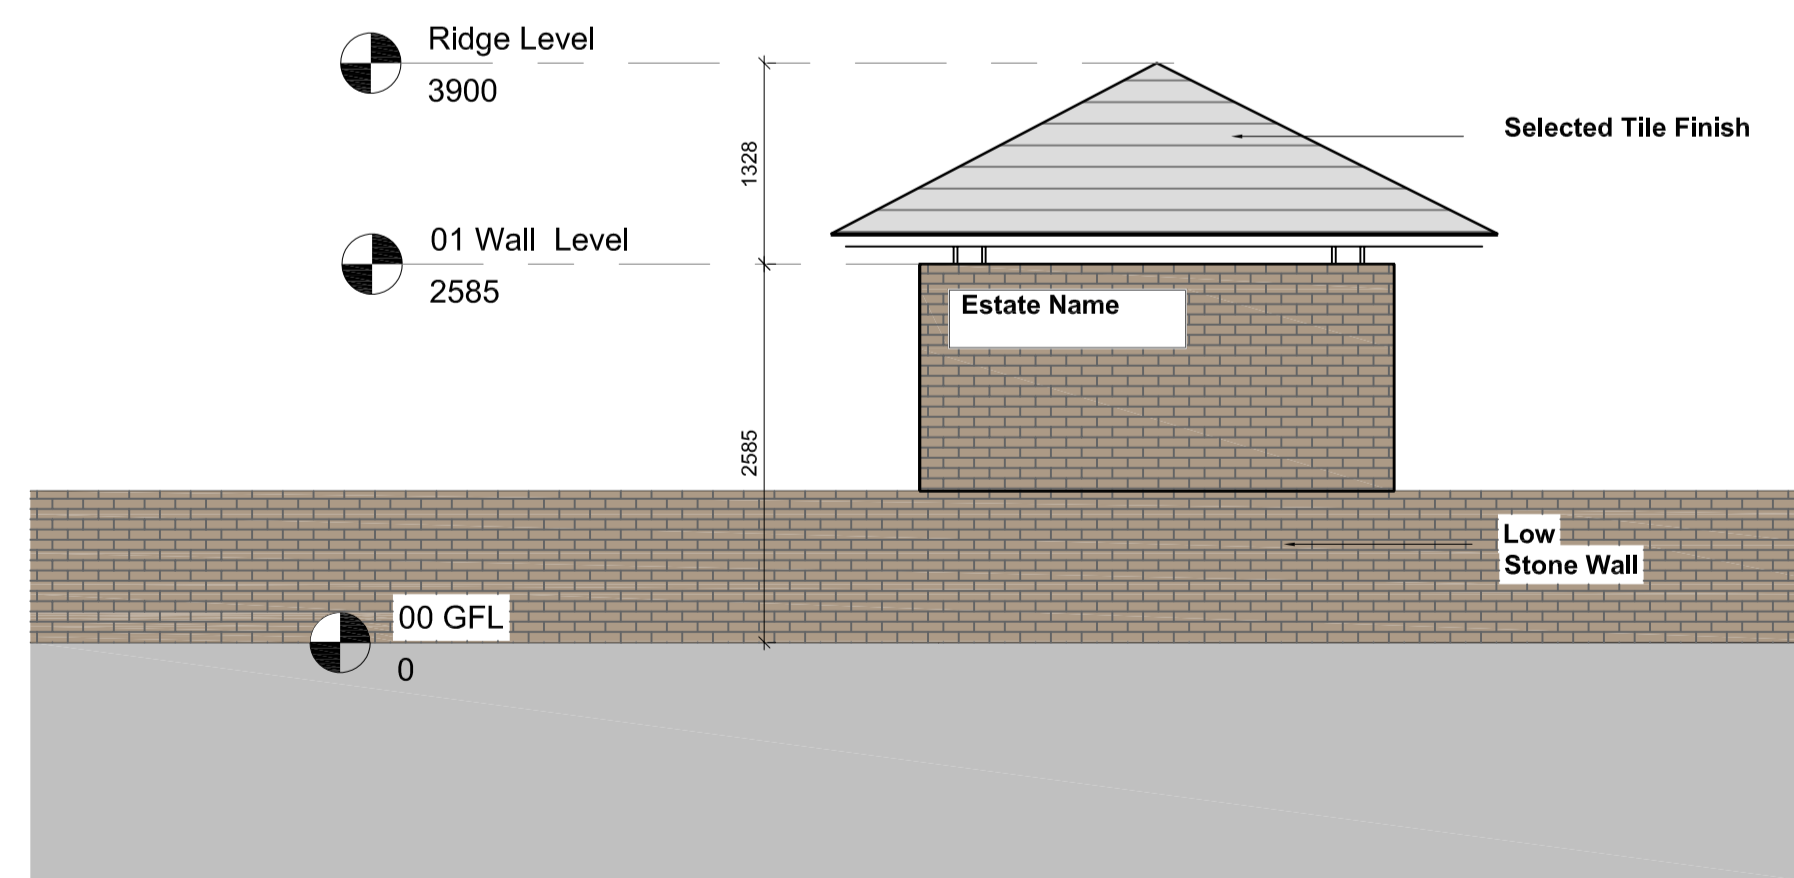 Ridge Level
3900
1328
Selected Tile Finish
01 Wall Level
2585
Estate Name
2585
Low
Stone Wall
00 GFL
0